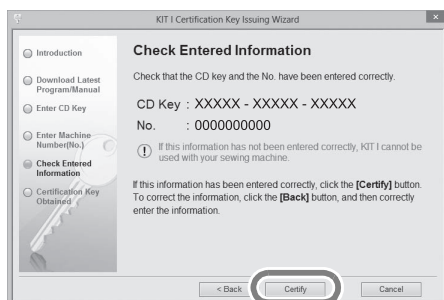 KIT I Certification Key Issuing Wizard
×
Introduction
Download Latest
Program/Manual
Enter CD Key
Enter Machine
Number(No.)
Check Entered
Information
Certification Key
Obtained
Check Entered Information
Check that the CD key and the No. have been entered correctly.
CD Key : XXXXX - XXXXX - XXXXX
No. : 0000000000
! If this information has not been entered correctly, KIT I cannot be
used with your sewing machine.
If this information has been entered correctly, click the [Certify] button.
To correct the information, click the [Back] button, and then correctly
enter the information.
< Back Certify Cancel